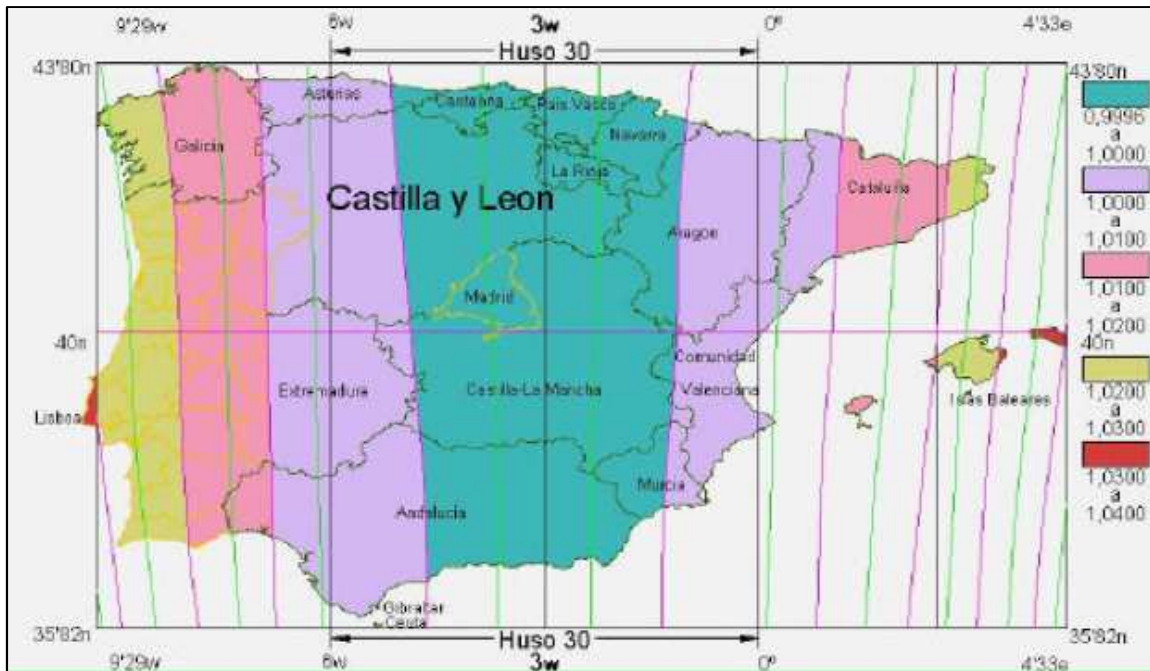 9'29w 6w 3w 0º 4'33e
Huso 30
43'80n 43'80n
Asturias Cantabria Pais Vasco
0,9996
a
1,0000
Navarra
Galicia
La Rioja
Cataluña
Castilla y Leon
1,0000
a
1,0100
Aragon
Madrid
1,0100
a
1,0200
40n 40n
Comunidad
Valenciana
Extremadura
Castilla-La Mancha
Islas Baleares
1,0200
a
1,0300
Lisboa
Murcia
1,0300
a
1,0400
Andalucia
Gibraltar
Ceuta
35'82n 35'82n
Huso 30
9'29w 6w 3w 0º 4'33e